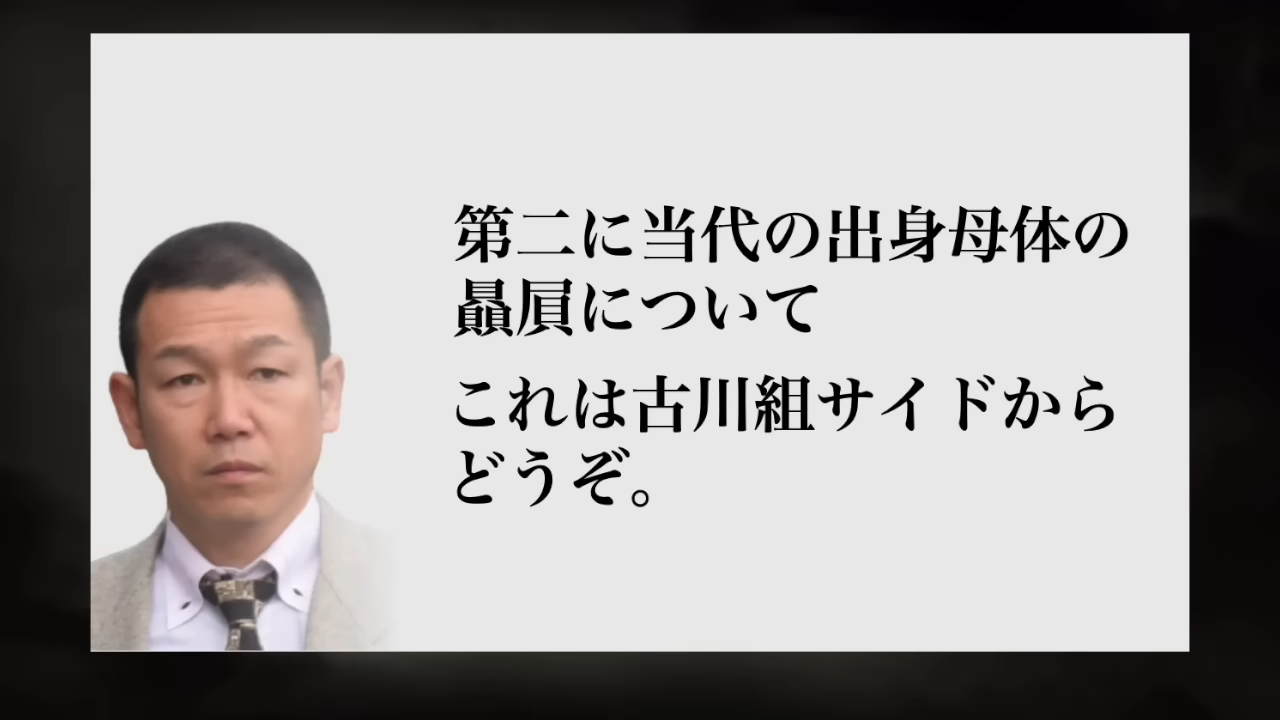 第二に当代の出身母体の
贔屓について
これは古川組サイドから
どうぞ。